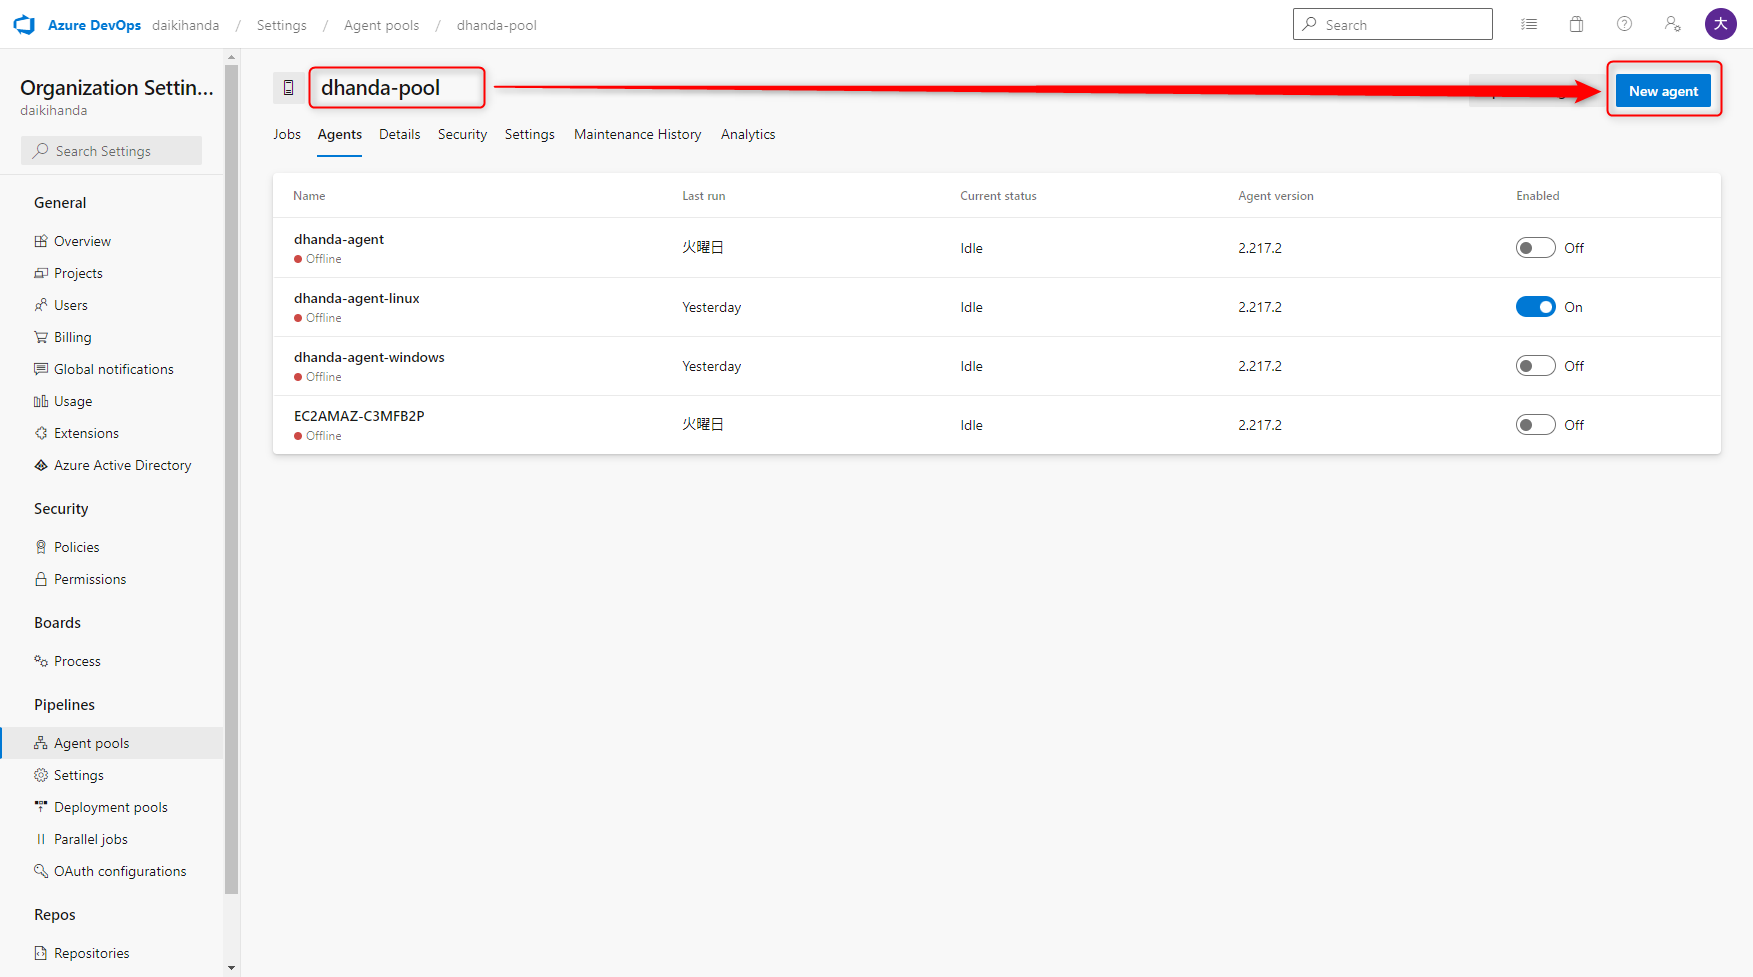 Azure DevOps daikihanda / Settings / Agent pools / dhanda-pool
Search
大
Organization Settin...
daikihanda
Search Settings
General
Overview
Projects
Users
Billing
Global notifications
Usage
Extensions
Azure Active Directory
Security
Policies
Permissions
Boards
Process
Pipelines
Agent pools
Settings
Deployment pools
Parallel jobs
OAuth configurations
Repos
Repositories
dhanda-pool
New agent
Jobs Agents Details Security Settings Maintenance History Analytics
Name Last run Current status Agent version Enabled
dhanda-agent
Offline
火曜日 Idle 2.217.2 Off
dhanda-agent-linux
Offline
Yesterday Idle 2.217.2 On
dhanda-agent-windows
Offline
Yesterday Idle 2.217.2 Off
EC2AMAZ-C3MFB2P
Offline
火曜日 Idle 2.217.2 Off